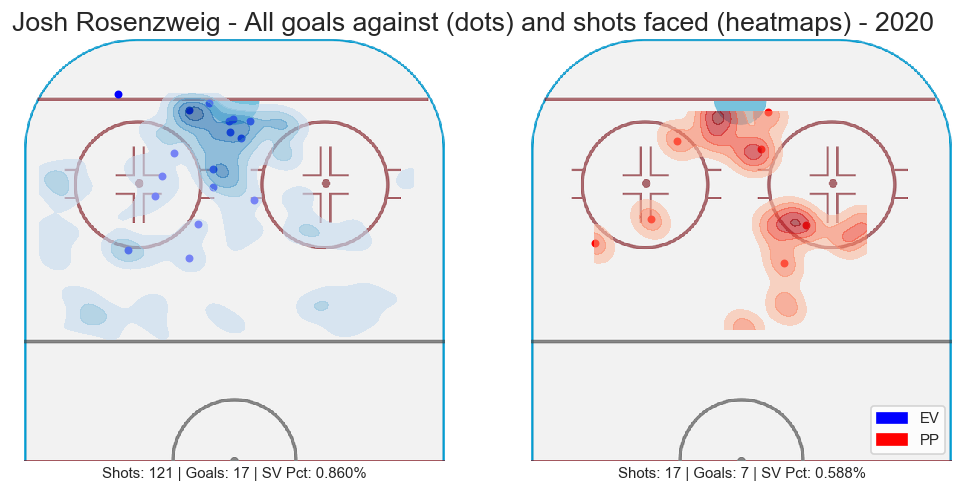 Josh Rosenzweig - All goals against (dots) and shots faced (heatmaps) - 2020
EV
PP
Shots: 121 | Goals: 17 | SV Pct: 0.860%
Shots: 17 | Goals: 7 | SV Pct: 0.588%